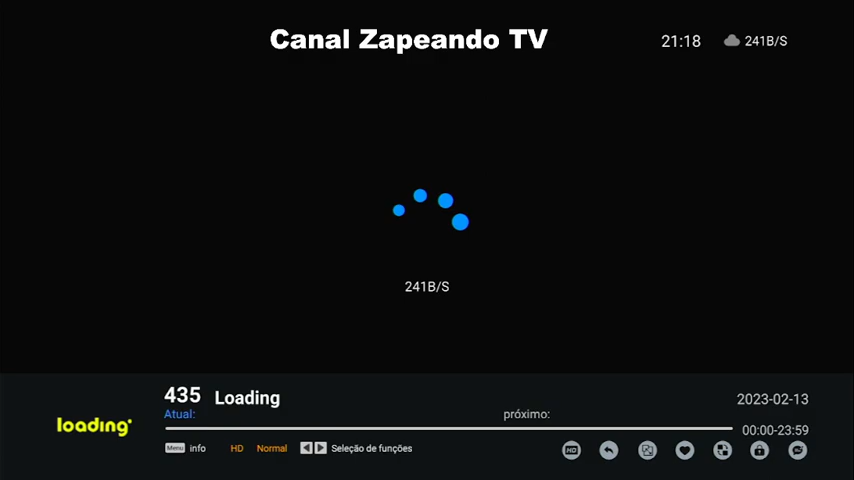 Canal Zapeando TV
21:18 241B/S
241B/S
435 Loading
2023-02-13
Atual:
próximo:
loading
00:00-23:59
Menu info HD Normal Seleção de funções
HD